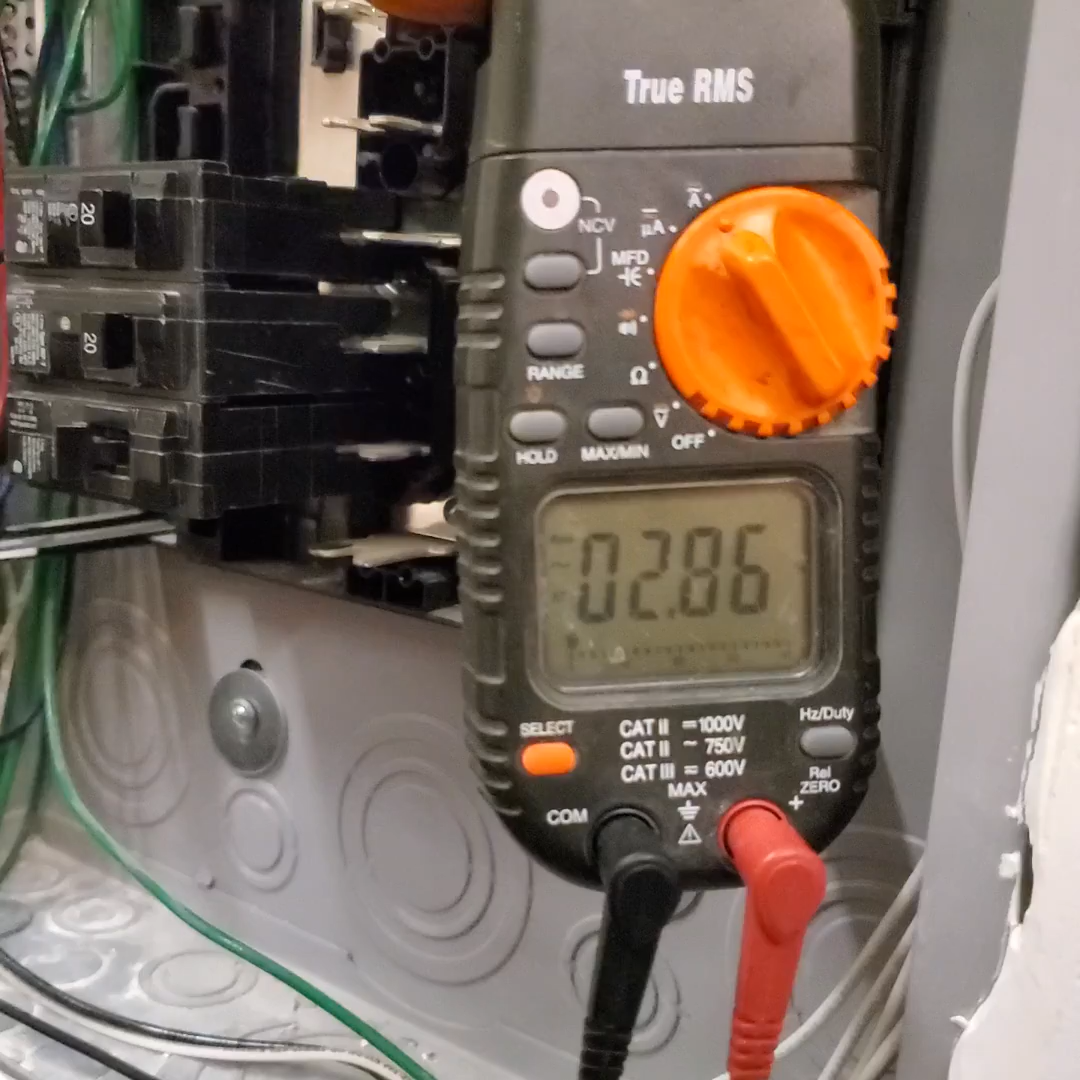 True RMS
A
NCV
µA
MFD
Ω
RANGE
V
OFF
HOLD
MAX/MIN
20
20
02.86
SELECT
Hz/Duty
CAT II ⎓1000V
CAT II ~ 750V
CAT III ≂ 600V
Rel
ZERO
MAX
COM
+